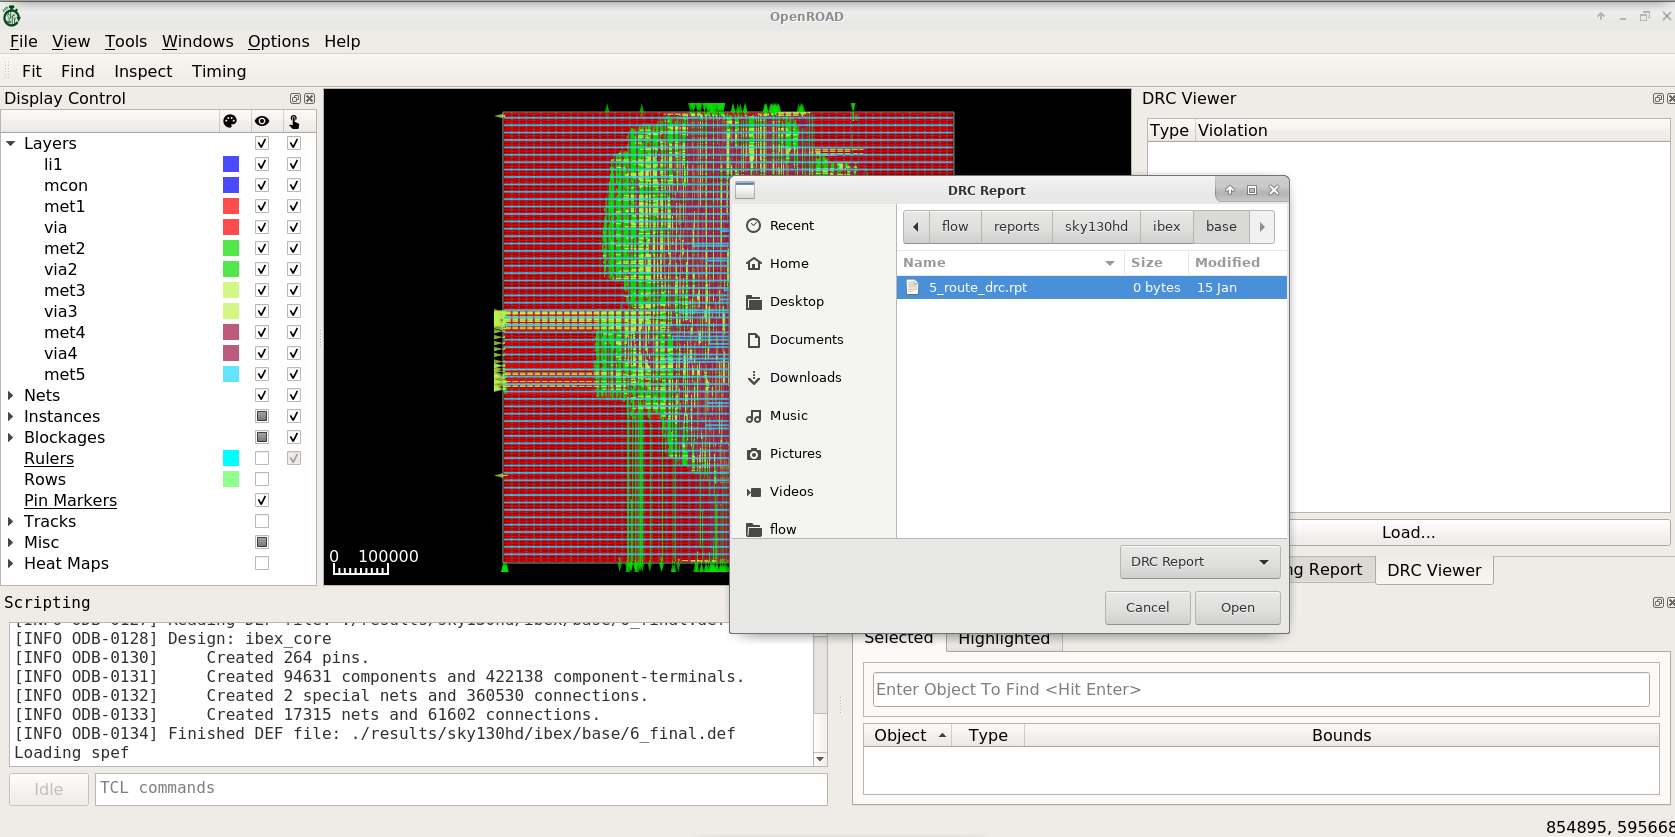 OpenROAD
File View Tools Windows Options Help
Fit Find Inspect Timing
Display Control
Layers
li1
mcon
met1
via
met2
via2
met3
via3
met4
via4
met5
Nets
Instances
Blockages
Rulers
Rows
Pin Markers
Tracks
Misc
Heat Maps
0 100000
DRC Viewer
Type Violation
Load...
ng Report DRC Viewer
DRC Report
Recent
Home
Desktop
Documents
Downloads
Music
Pictures
Videos
flow
flow reports sky130hd ibex base
Name Size Modified
5_route_drc.rpt 0 bytes 15 Jan
DRC Report
Cancel Open
Scripting
[INFO ODB-0127] Reading DEF file: ./results/sky130hd/ibex/base/6_final.def
[INFO ODB-0128] Design: ibex_core
[INFO ODB-0130] Created 264 pins.
[INFO ODB-0131] Created 94631 components and 422138 component-terminals.
[INFO ODB-0132] Created 2 special nets and 360530 connections.
[INFO ODB-0133] Created 17315 nets and 61602 connections.
[INFO ODB-0134] Finished DEF file: ./results/sky130hd/ibex/base/6_final.def
Loading spef
Idle TCL commands
Selected Highlighted
Enter Object To Find <Hit Enter>
Object Type Bounds
854895, 595668